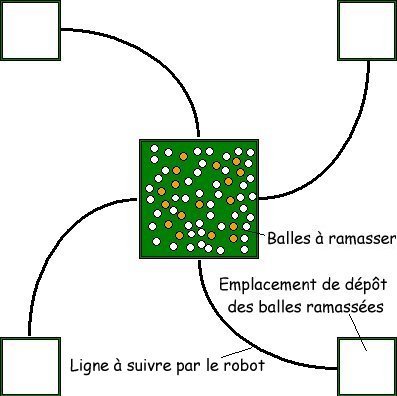 Balles à ramasser
Emplacement de dépôt
des balles ramassées
Ligne à suivre par le robot